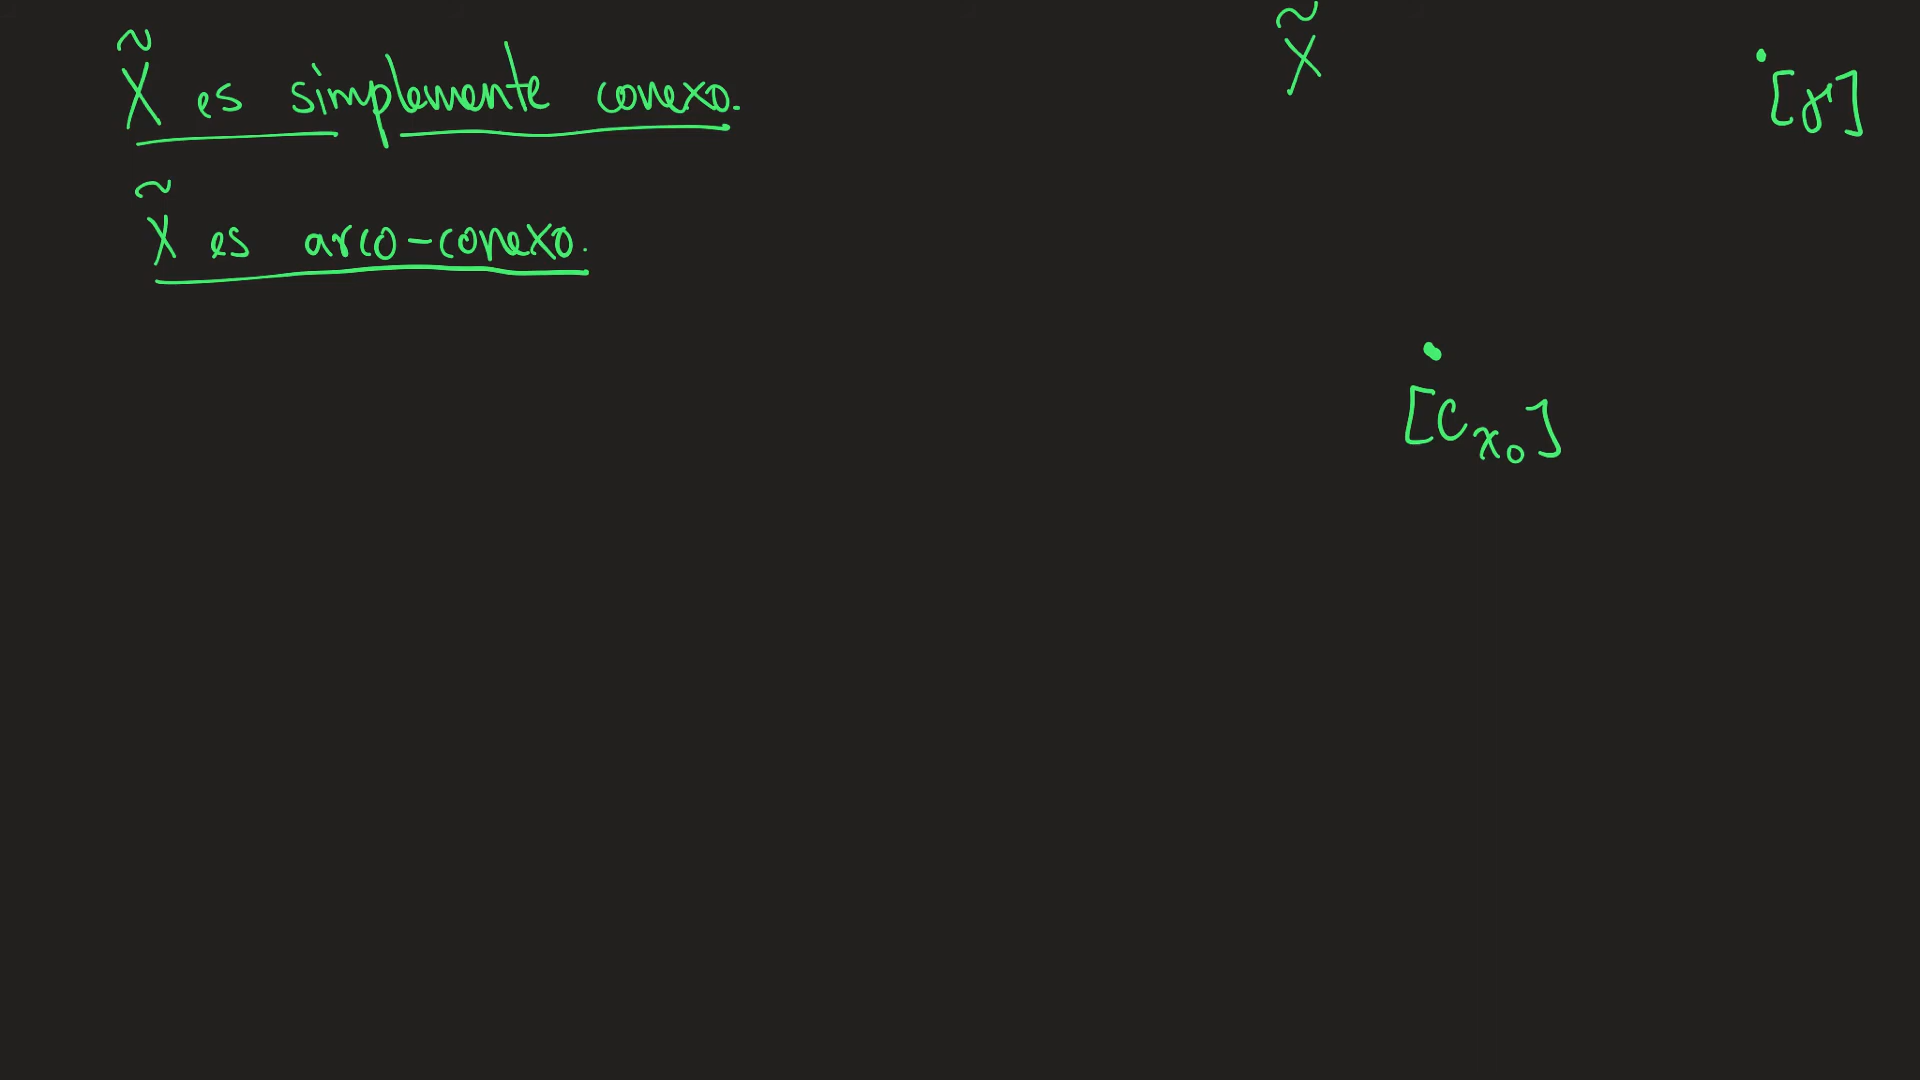 X̃ es simplemente conexo.
X̃ es arco-conexo.
X̃
[γ]
[C_{x_0}]